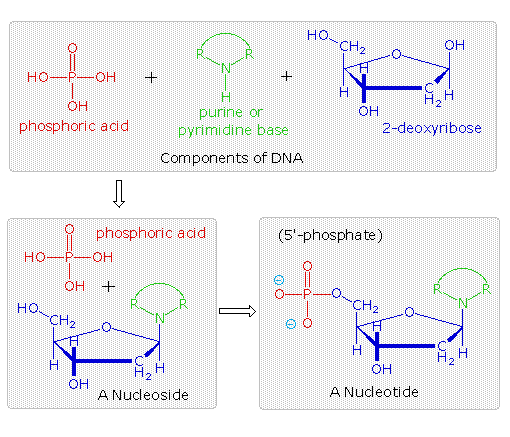 O
HO P OH
OH
phosphoric acid
+
R R
N
H
purine or
pyrimidine base
+
HO
CH2
O
OH
H
H
C
H2
H
OH
2-deoxyribose
Components of DNA
phosphoric acid
O
HO P OH
OH
+
R R
N
HO
CH2
O
H
H
C
H2
H
OH
A Nucleoside
(5'-phosphate)
O
O P O
O
CH2
O
R R
N
H
H
C
H2
H
OH
A Nucleotide